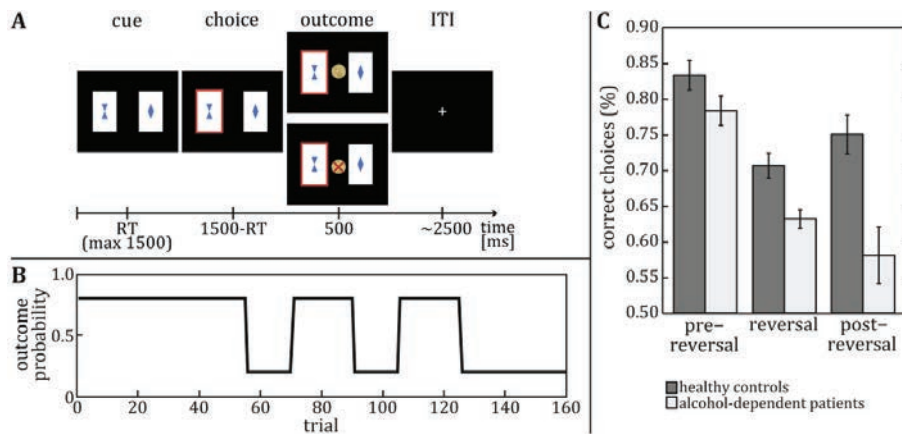 A
cue
choice
outcome
ITI
RT
(max 1500)
1500-RT
500
~2500
time
[ms]
B
outcome
probability
1.0
0.5
0
0
20
40
60
80
100
120
140
160
trial
C
correct choices (%)
0.85
0.80
0.75
0.70
0.65
0.60
0.55
0.50
pre–
reversal
reversal
post–
reversal
healthy controls
alcohol-dependent patients